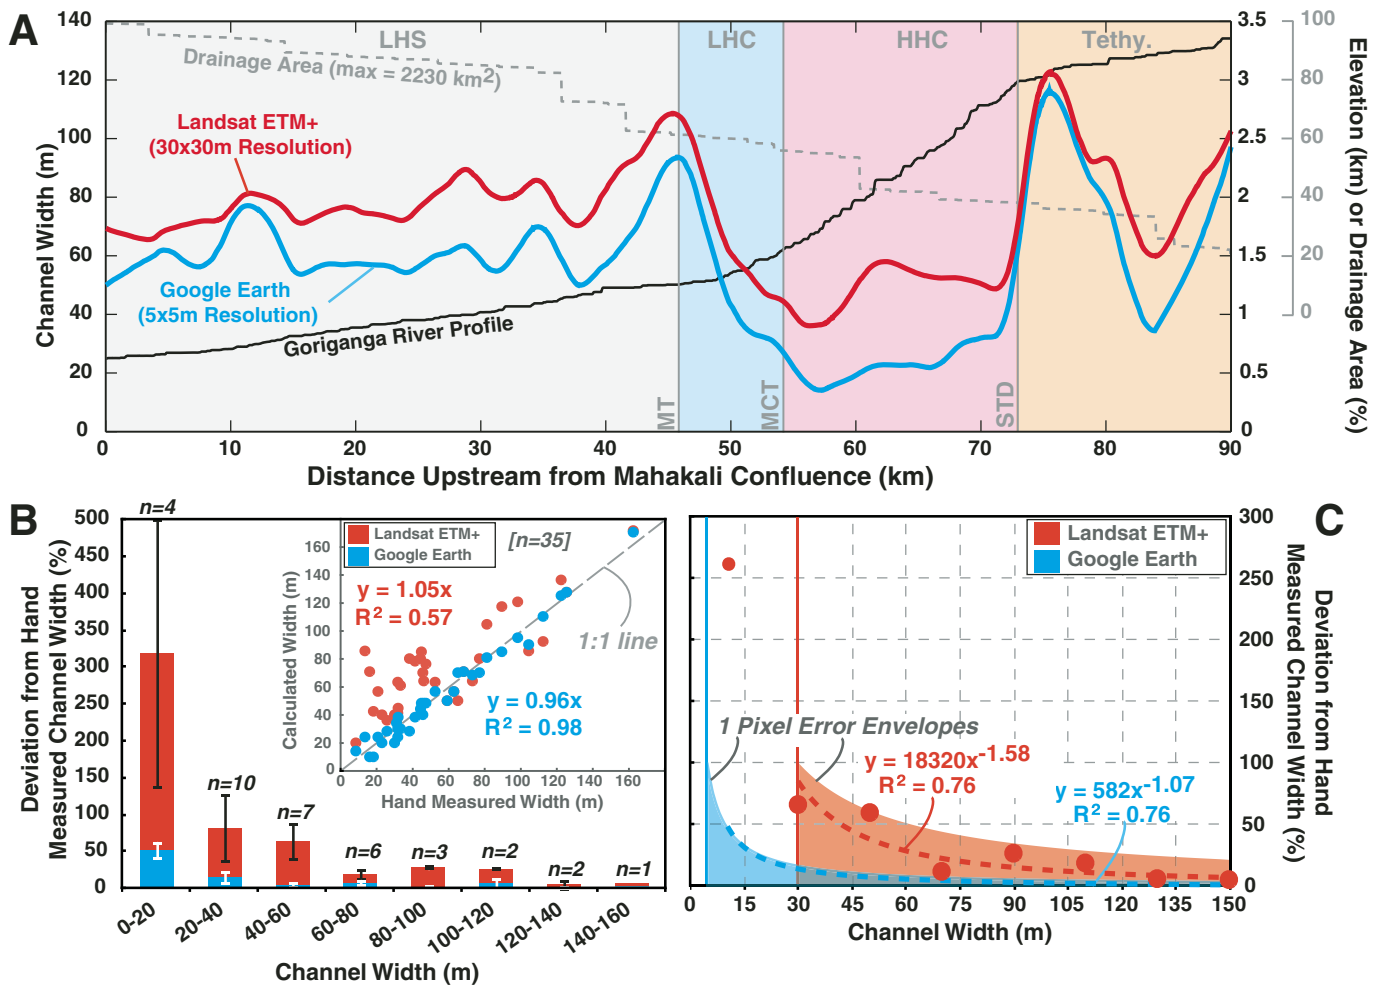 A
LHS
LHC
HHC
Tethy.
Drainage Area (max = 2230 km2)
Landsat ETM+
(30x30m Resolution)
Google Earth
(5x5m Resolution)
Goriganga River Profile
MT
MCT
STD
Channel Width (m)
140
120
100
80
60
40
20
0
3.5
3
2.5
2
1.5
1
0.5
0
100
80
60
40
20
0
Elevation (km) or Drainage Area (%)
0 10 20 30 40 50 60 70 80 90
Distance Upstream from Mahakali Confluence (km)
B
Deviation from Hand
Measured Channel Width (%)
500
450
400
350
300
250
200
150
100
50
0
n=4
n=10
n=7
n=6
n=3
n=2
n=2
n=1
0-20 20-40 40-60 60-80 80-100 100-120 120-140 140-160
Channel Width (m)
Landsat ETM+
Google Earth
[n=35]
y = 1.05x
R2 = 0.57
1:1 line
y = 0.96x
R2 = 0.98
Calculated Width (m)
160
140
120
100
80
60
40
20
0 20 40 60 80 100 120 140 160
Hand Measured Width (m)
C
Landsat ETM+
Google Earth
1 Pixel Error Envelopes
y = 18320x-1.58
R2 = 0.76
y = 582x-1.07
R2 = 0.76
300
250
200
150
100
50
0
Deviation from Hand
Measured Channel Width (%)
0 15 30 45 60 75 90 105 120 135 150
Channel Width (m)